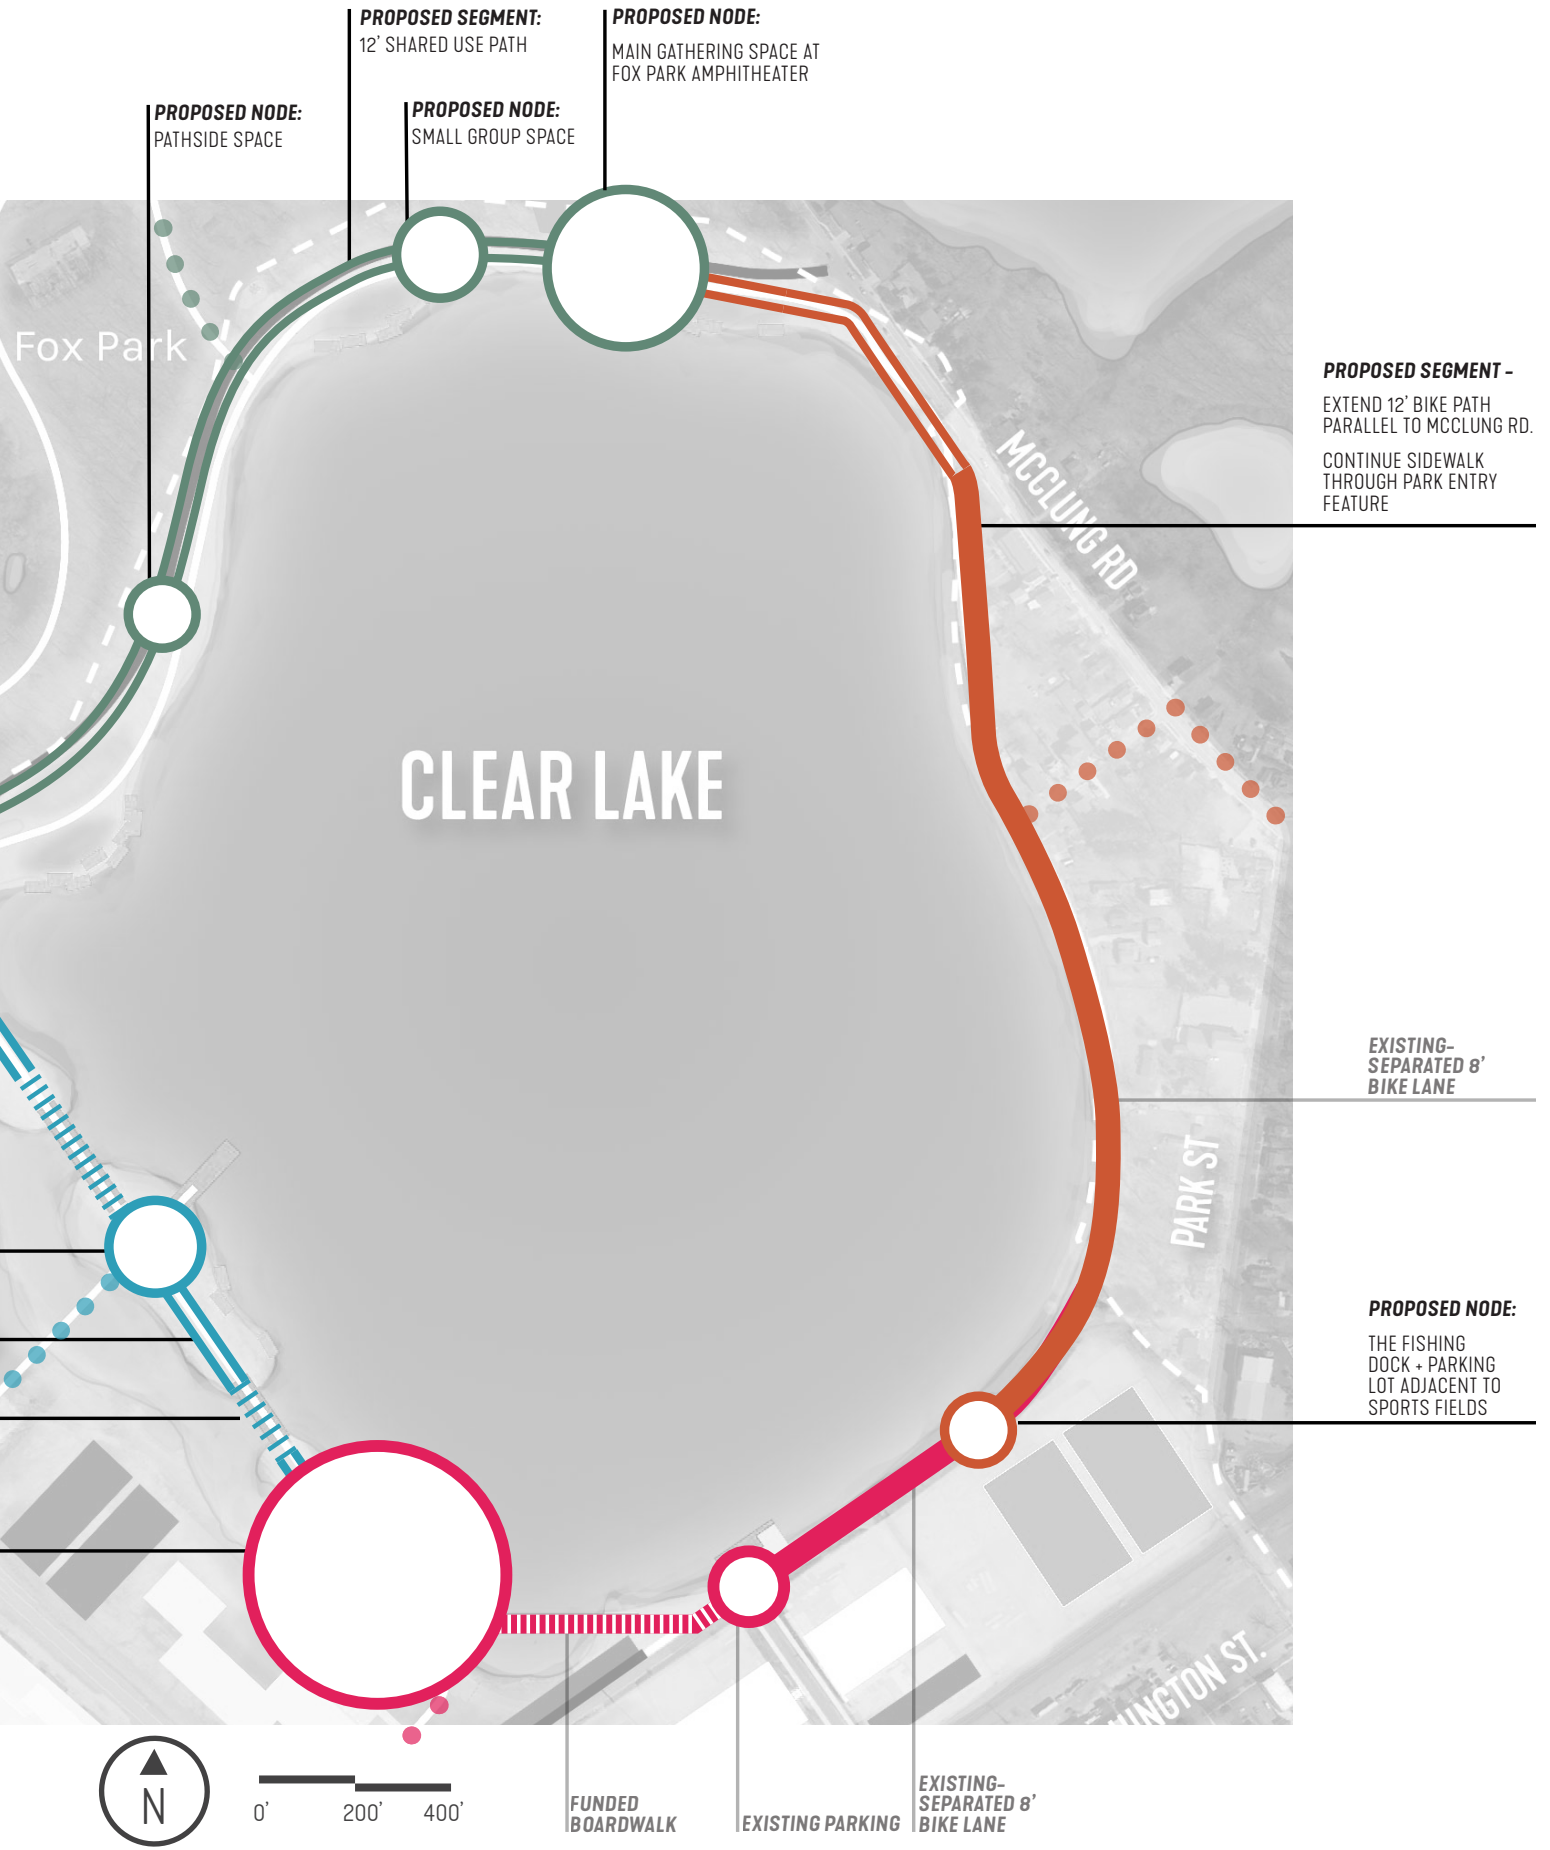 PROPOSED SEGMENT:
12' SHARED USE PATH
PROPOSED NODE:
MAIN GATHERING SPACE AT
FOX PARK AMPHITHEATER
PROPOSED NODE:
PATHSIDE SPACE
PROPOSED NODE:
SMALL GROUP SPACE
Fox Park
PROPOSED SEGMENT -
EXTEND 12' BIKE PATH
PARALLEL TO MCCLUNG RD.
CONTINUE SIDEWALK
THROUGH PARK ENTRY
FEATURE
MCCLUNG RD
CLEAR LAKE
EXISTING-
SEPARATED 8'
BIKE LANE
PARK ST
PROPOSED NODE:
THE FISHING
DOCK + PARKING
LOT ADJACENT TO
SPORTS FIELDS
INGTON ST.
N
0' 200' 400'
FUNDED
BOARDWALK
EXISTING PARKING
EXISTING-
SEPARATED 8'
BIKE LANE